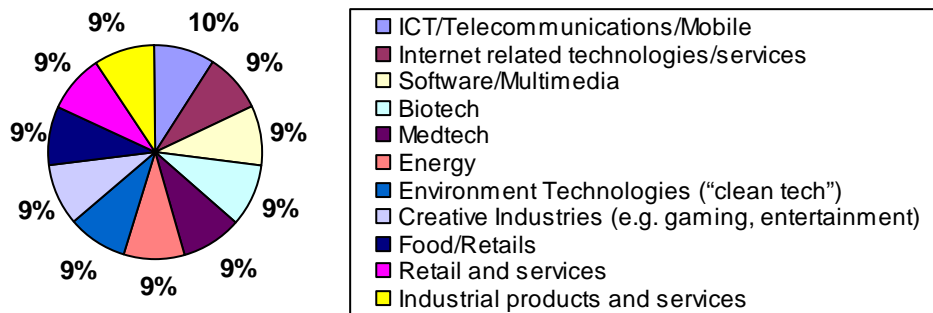 9%
10%
9%
9%
9%
9%
9%
9%
9%
9%
9%
ICT/Telecommunications/Mobile
Internet related technologies/services
Software/Multimedia
Biotech
Medtech
Energy
Environment Technologies (“clean tech”)
Creative Industries (e.g. gaming, entertainment)
Food/Retails
Retail and services
Industrial products and services